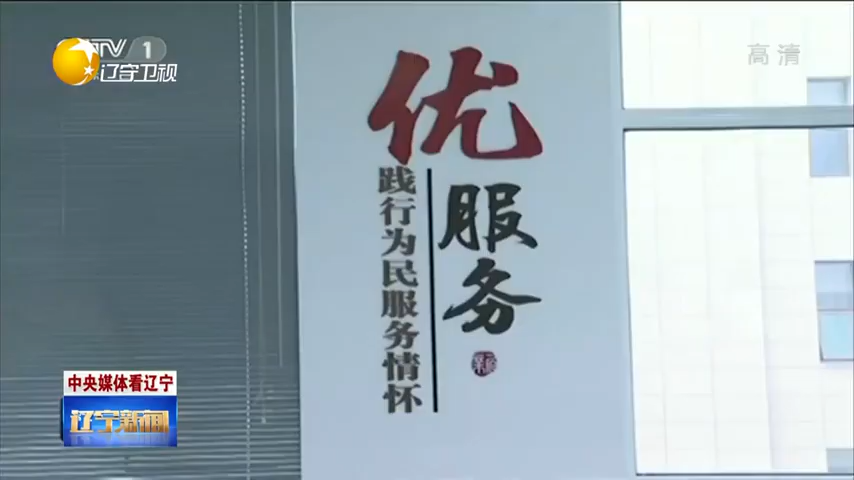 1
辽宁卫视
高清
优
服务
践行为民服务情怀
中央媒体看辽宁
辽宁新闻